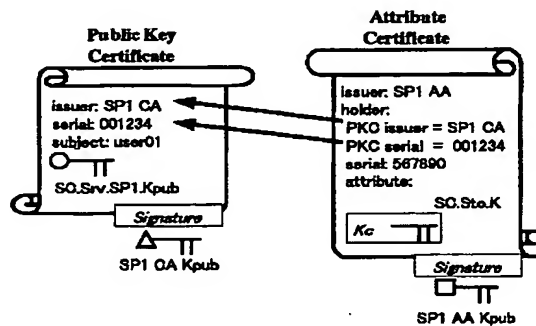 Public Key
Certificate
issuer: SP1 CA
serial: 001234
subject: user01
SC.Srv.SP1.Kpub
Signature
SP1 CA Kpub
Attribute
Certificate
issuer: SP1 AA
holder:
PKC issuer = SP1 CA
PKC serial = 001234
serial: 567890
attribute:
SC.Sto.K
Kc
Signature
SP1 AA Kpub